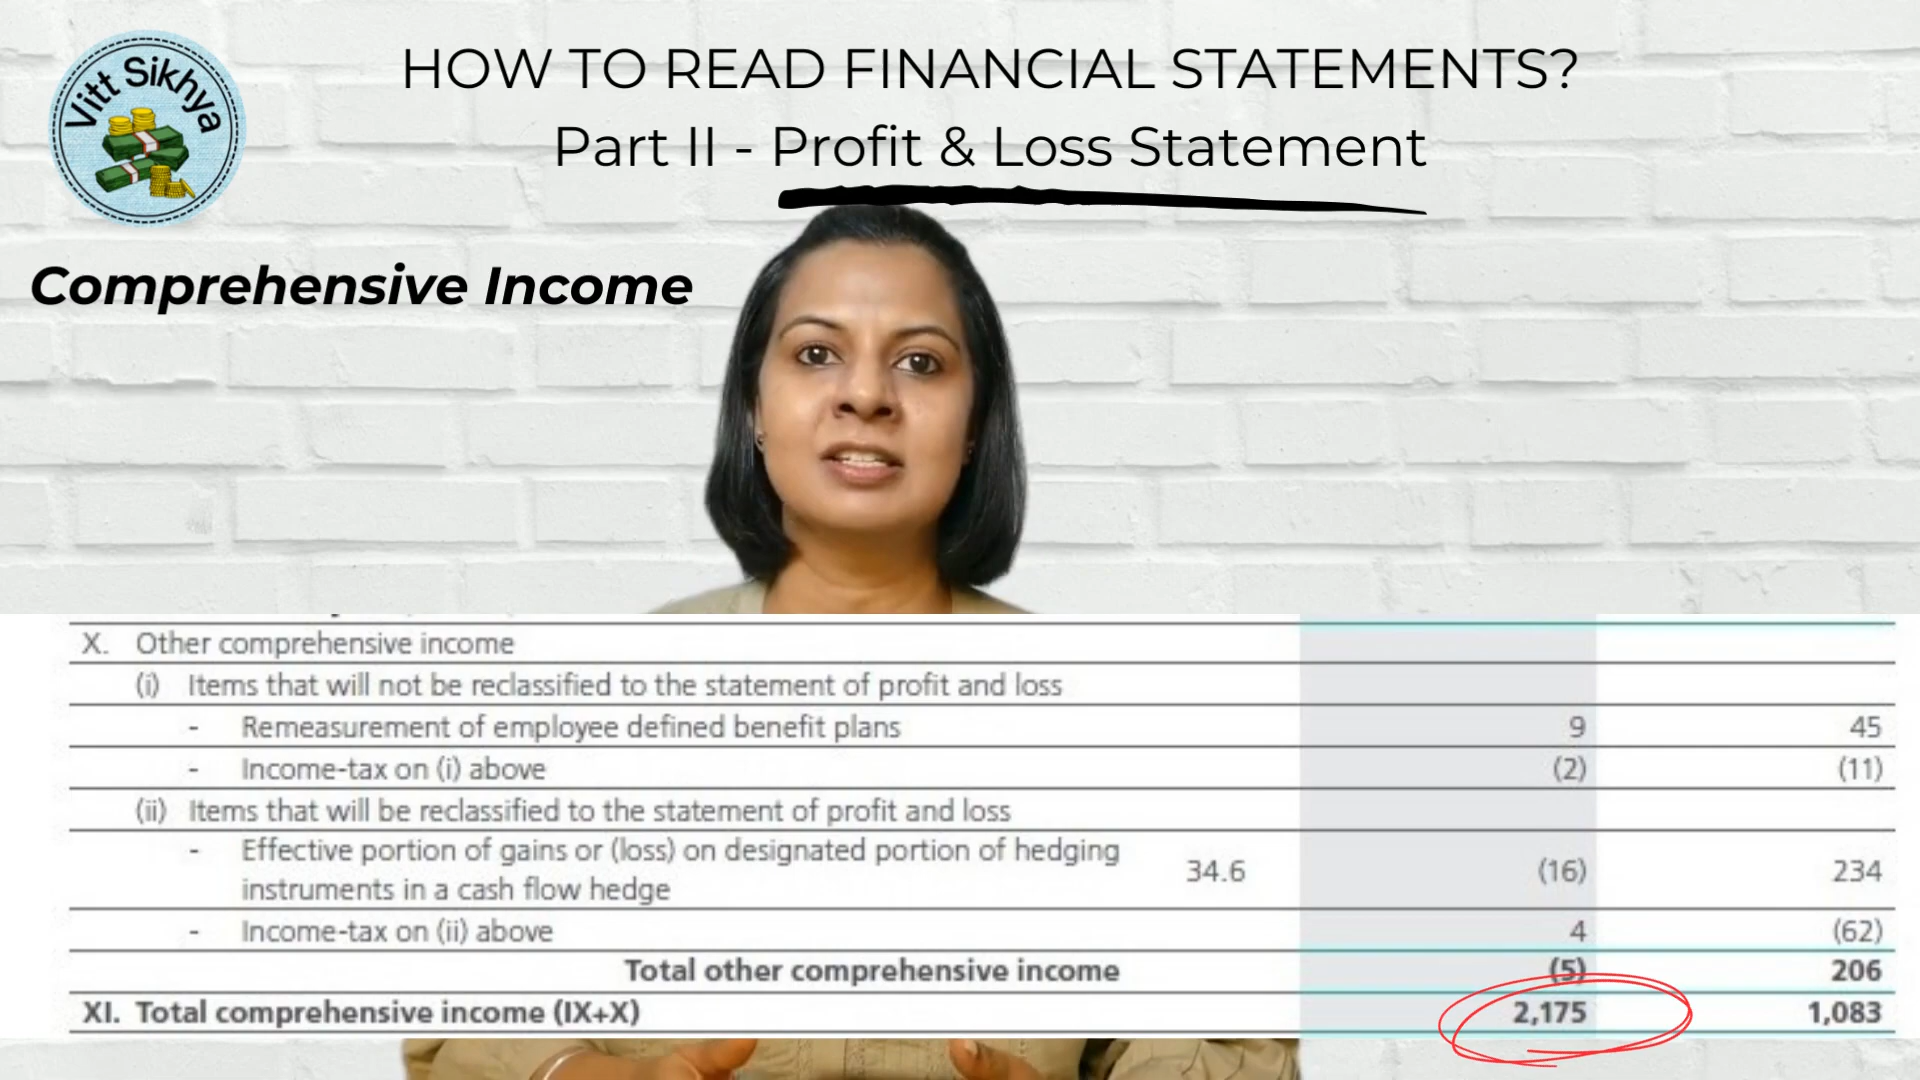 Vitt Sikhya
HOW TO READ FINANCIAL STATEMENTS?
Part II - Profit & Loss Statement
Comprehensive Income
X. Other comprehensive income
(i) Items that will not be reclassified to the statement of profit and loss
- Remeasurement of employee defined benefit plans 9 45
- Income-tax on (i) above (2) (11)
(ii) Items that will be reclassified to the statement of profit and loss
- Effective portion of gains or (loss) on designated portion of hedging
instruments in a cash flow hedge 34.6 (16) 234
- Income-tax on (ii) above 4 (62)
Total other comprehensive income (5) 206
XI. Total comprehensive income (IX+X) 2,175 1,083